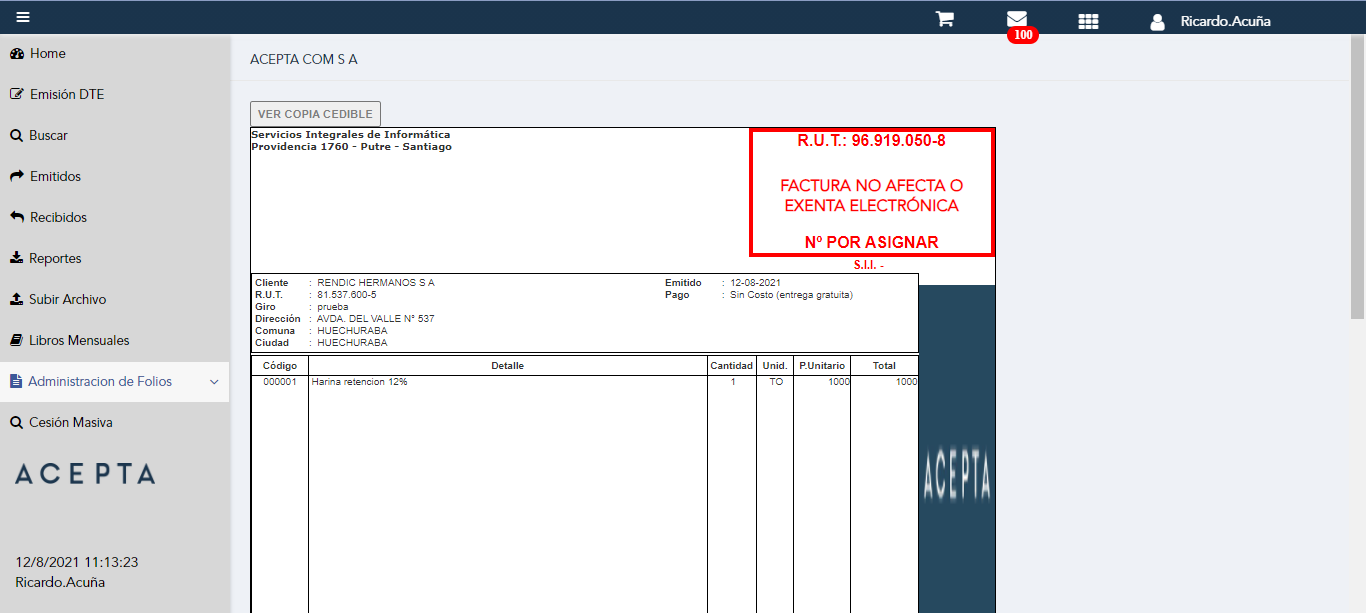 Ricardo.Acuña
100
Home
Emisión DTE
Buscar
Emitidos
Recibidos
Reportes
Subir Archivo
Libros Mensuales
Administracion de Folios
Cesión Masiva
ACEPTA
12/8/2021 11:13:23
Ricardo.Acuña
ACEPTA COM S A
VER COPIA CEDIBLE
Servicios Integrales de Informática
Providencia 1760 - Putre - Santiago
R.U.T.: 96.919.050-8
FACTURA NO AFECTA O
EXENTA ELECTRÓNICA
Nº POR ASIGNAR
S.I.I. -
Cliente : RENDIC HERMANOS S A Emitido : 12-08-2021
R.U.T. : 81.537.600-5 Pago : Sin Costo (entrega gratuita)
Giro : prueba
Dirección : AVDA. DEL VALLE N° 537
Comuna : HUECHURABA
Ciudad : HUECHURABA
Código Detalle Cantidad Unid. P.Unitario Total
000001 Harina retencion 12% 1 TO 1000 1000
ACEPTA